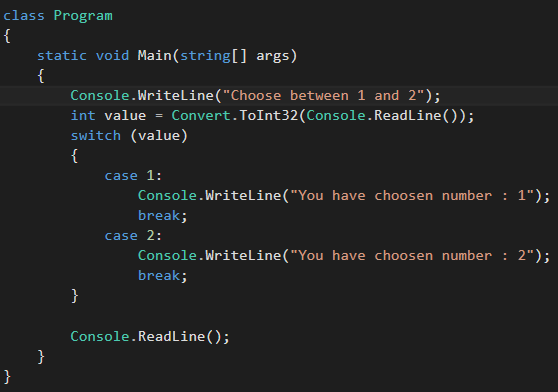 class Program
{
    static void Main(string[] args)
    {
        Console.WriteLine("Choose between 1 and 2");
        int value = Convert.ToInt32(Console.ReadLine());
        switch (value)
        {
            case 1:
                Console.WriteLine("You have choosen number : 1");
                break;
            case 2:
                Console.WriteLine("You have choosen number : 2");
                break;
        }

        Console.ReadLine();
    }
}